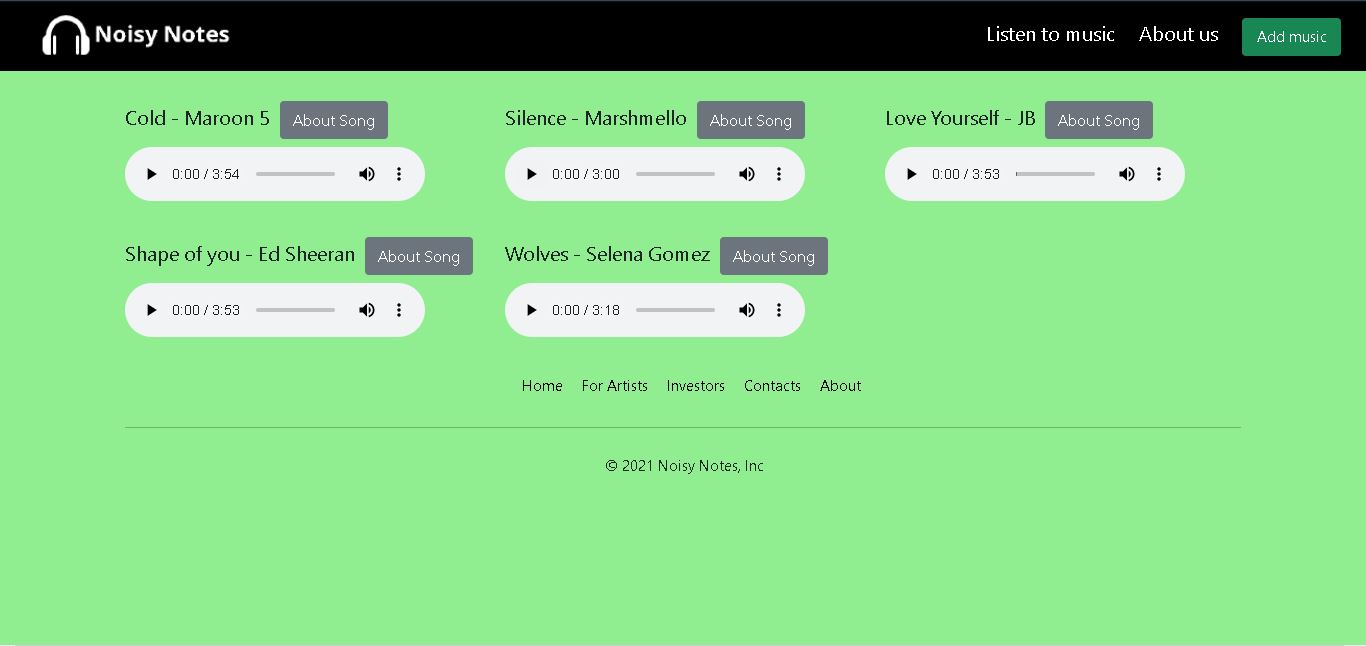 Noisy Notes Listen to music About us Add music
Cold - Maroon 5 About Song Silence - Marshmello About Song Love Yourself - JB About Song
0:00 / 3:54 0:00 / 3:00 0:00 / 3:53
Shape of you - Ed Sheeran About Song Wolves - Selena Gomez About Song
0:00 / 3:53 0:00 / 3:18
Home For Artists Investors Contacts About
© 2021 Noisy Notes, Inc